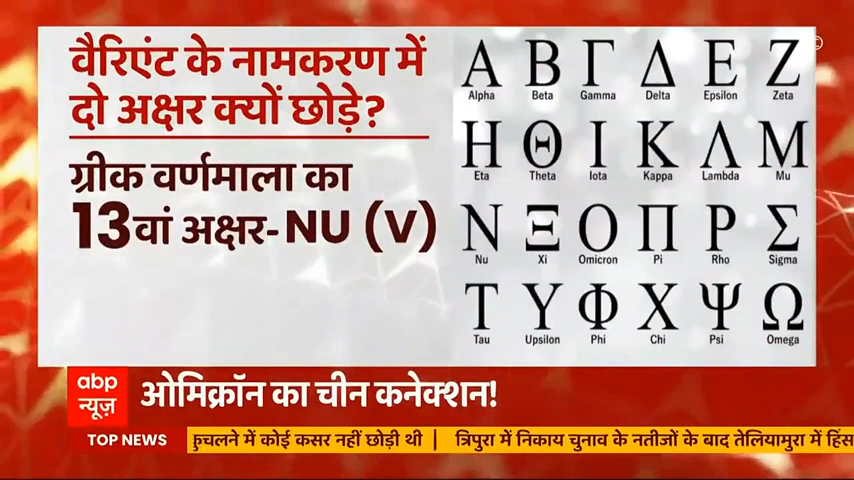 वैरिएंट के नामकरण में
दो अक्षर क्यों छोड़े?
ग्रीक वर्णमाला का
13वां अक्षर- NU (V)
Α Β Γ Δ Ε Ζ
Alpha Beta Gamma Delta Epsilon Zeta
Η Θ Ι Κ Λ Μ
Eta Theta Iota Kappa Lambda Mu
Ν Ξ Ο Π Ρ Σ
Nu Xi Omicron Pi Rho Sigma
Τ Υ Φ Χ Ψ Ω
Tau Upsilon Phi Chi Psi Omega
abp
न्यूज़
ओमिक्रॉन का चीन कनेक्शन!
TOP NEWS
कुचलने में कोई कसर नहीं छोड़ी थी | त्रिपुरा में निकाय चुनाव के नतीजों के बाद तेलियामुरा में हिंस